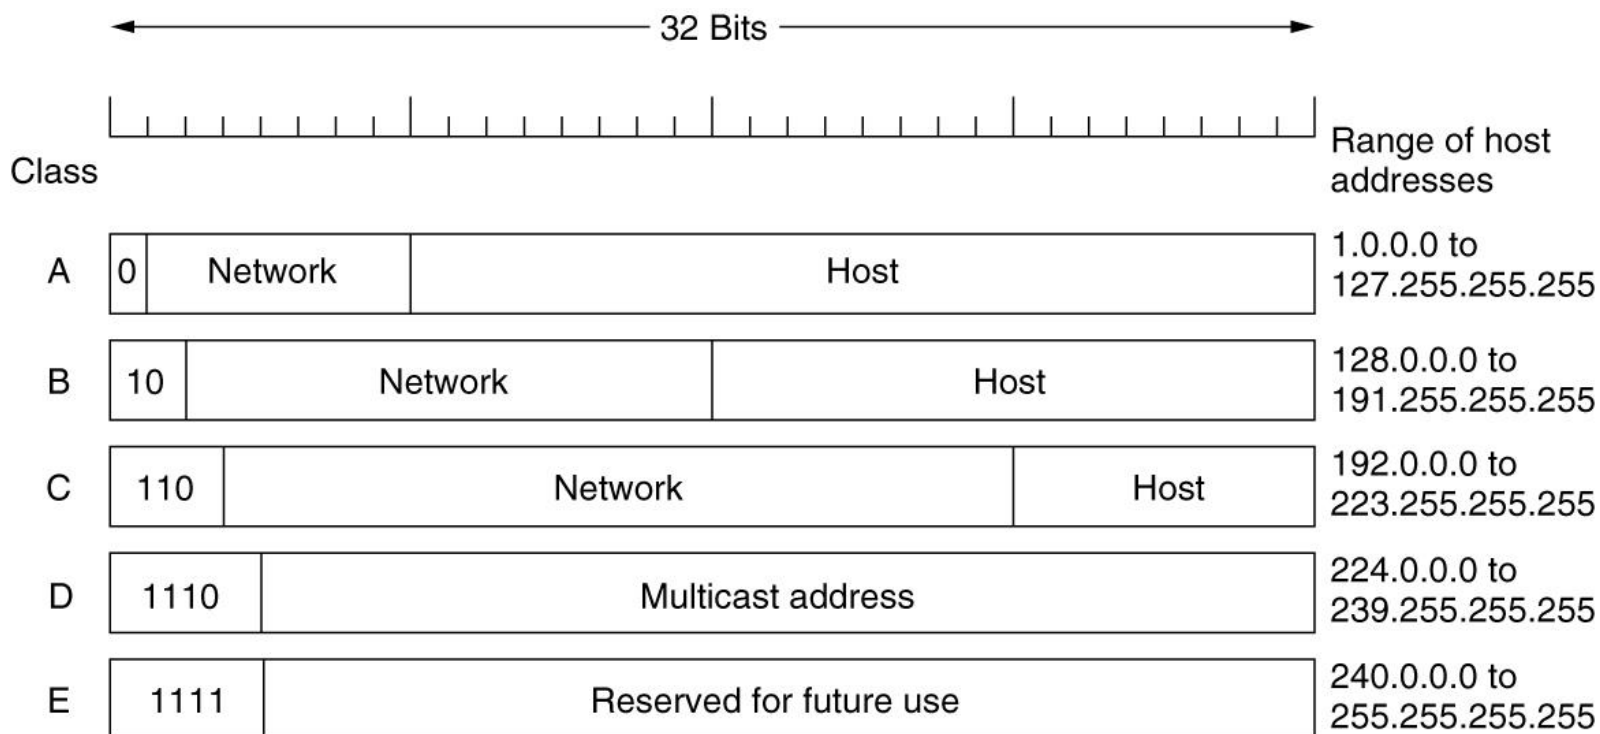 32 Bits
Range of host
addresses
Class
A
0
Network
Host
1.0.0.0 to
127.255.255.255
B
10
Network
Host
128.0.0.0 to
191.255.255.255
C
110
Network
Host
192.0.0.0 to
223.255.255.255
D
1110
Multicast address
224.0.0.0 to
239.255.255.255
E
1111
Reserved for future use
240.0.0.0 to
255.255.255.255